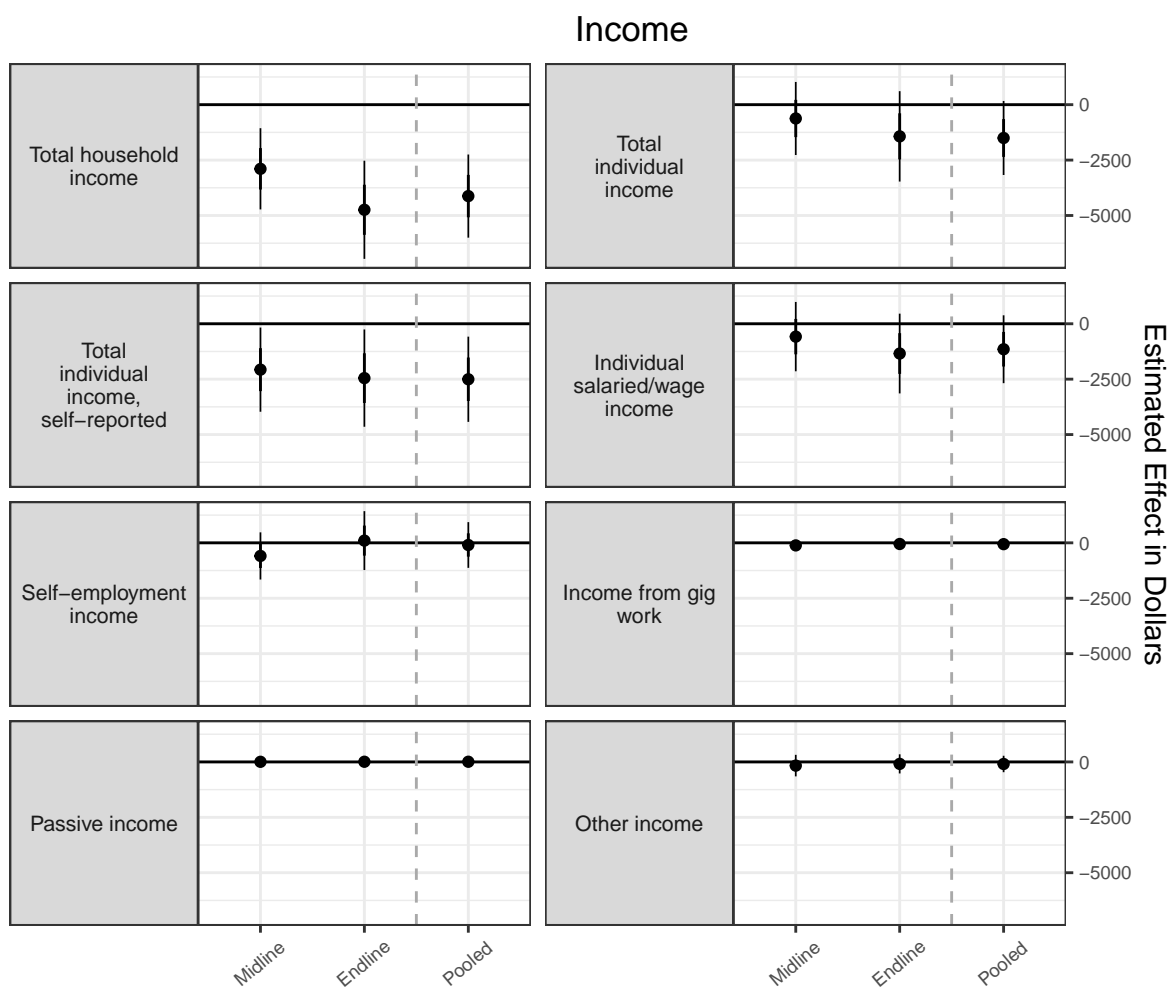 Income
Total household
income
Total
individual
income
0
−2500
−5000
Total
individual
income,
self−reported
Individual
salaried/wage
income
0
−2500
−5000
Self−employment
income
Income from gig
work
0
−2500
−5000
Passive income
Other income
0
−2500
−5000
Midline
Endline
Pooled
Midline
Endline
Pooled
Estimated Effect in Dollars